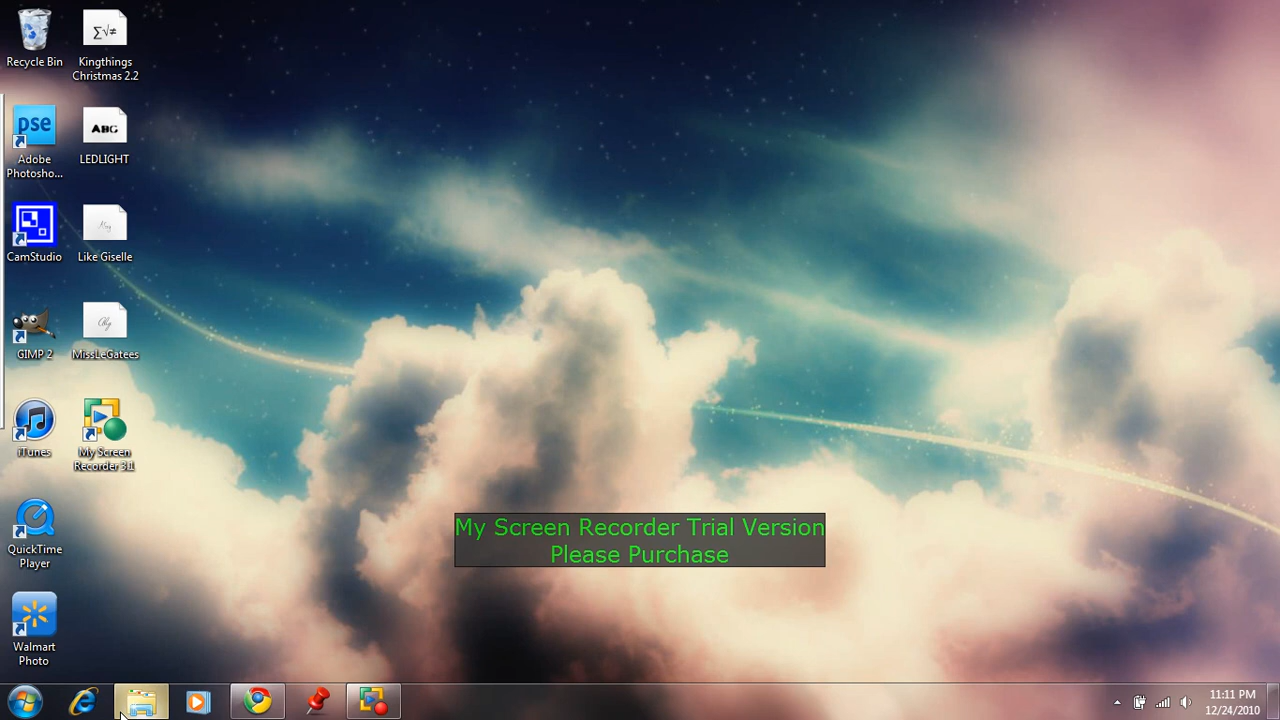 Recycle Bin
Kingthings
Christmas 2.2
∑√≠
pse
Adobe
Photosho...
ABG
LEDLIGHT
CamStudio
Like Giselle
GIMP 2
MissLeGatees
iTunes
My Screen
Recorder 3.1
QuickTime
Player
Walmart
Photo
My Screen Recorder Trial Version
Please Purchase
11:11 PM
12/24/2010